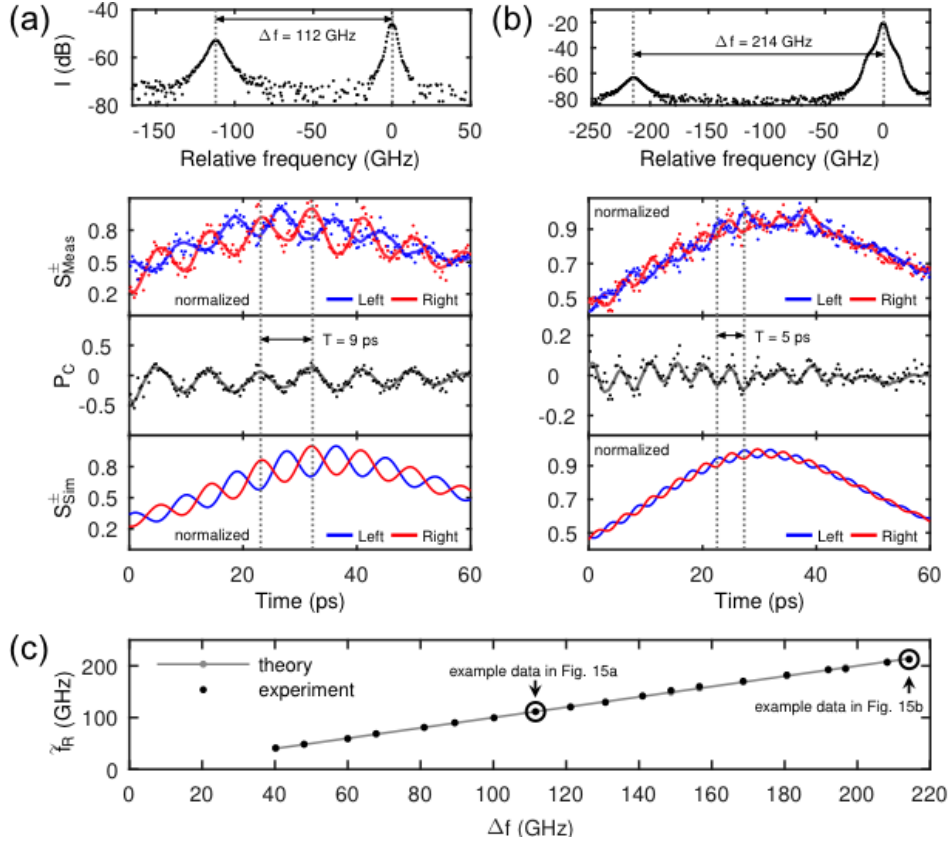 (a)
-40
-60
-80
I (dB)
Δf = 112 GHz
-150 -100 -50 0 50
Relative frequency (GHz)
(b)
-20
-40
-60
-80
Δf = 214 GHz
-250 -200 -150 -100 -50 0
Relative frequency (GHz)
0.8
0.5
0.2
S±Meas
normalized Left Right
0.5
0
-0.5
PC
T = 9 ps
0.8
0.5
0.2
S±Sim
normalized Left Right
0 20 40 60
Time (ps)
normalized
0.9
0.7
0.5
Left Right
0.2
0
-0.2
T = 5 ps
normalized
0.9
0.7
0.5
Left Right
0 20 40 60
Time (ps)
(c)
200
100
0
f̃R (GHz)
theory
experiment
example data in Fig. 15a
example data in Fig. 15b
0 20 40 60 80 100 120 140 160 180 200 220
Δf (GHz)